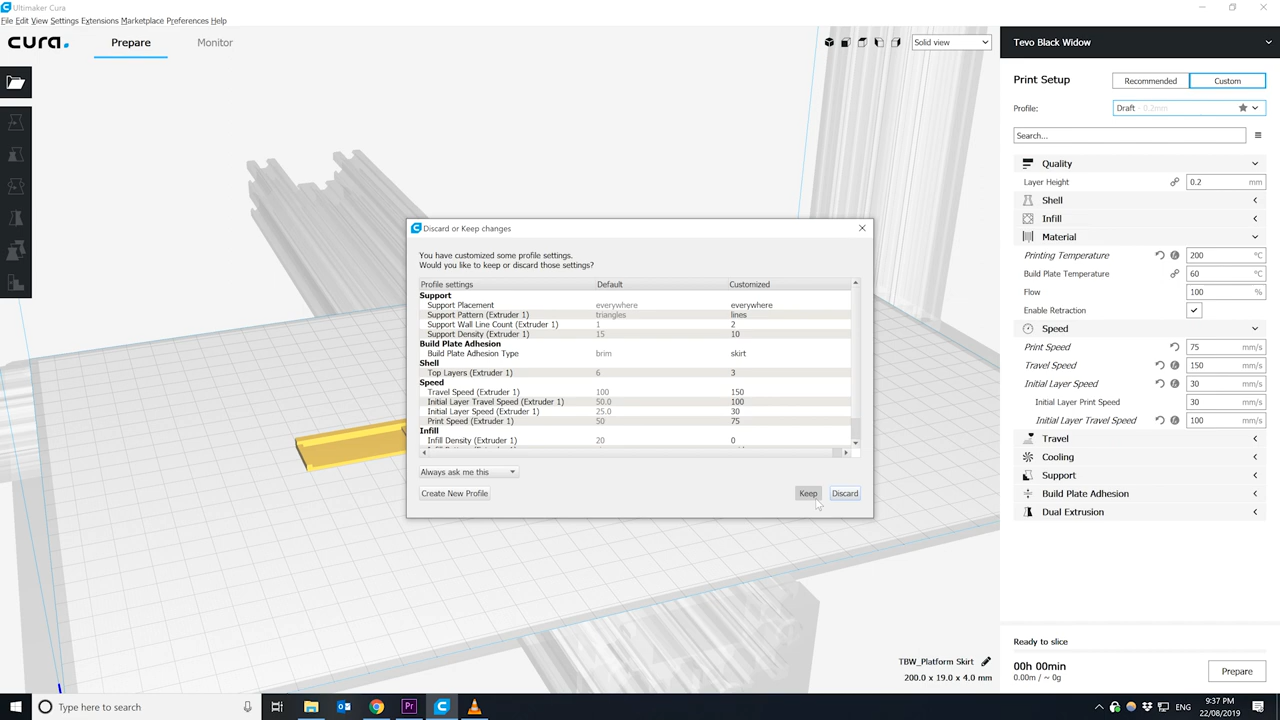 Ultimaker Cura
File Edit View Settings Extensions Marketplace Preferences Help
cura.
Prepare
Monitor
Solid view
Tevo Black Widow
Print Setup
Recommended
Custom
Profile:
Draft - 0.2mm
Search...
Quality
Layer Height
0.2 mm
Shell
Infill
Material
Printing Temperature
200 °C
Build Plate Temperature
60 °C
Flow
100 %
Enable Retraction
Speed
Print Speed
75 mm/s
Travel Speed
150 mm/s
Initial Layer Speed
30 mm/s
Initial Layer Print Speed
30 mm/s
Initial Layer Travel Speed
100 mm/s
Travel
Cooling
Support
Build Plate Adhesion
Dual Extrusion
Discard or Keep changes
You have customized some profile settings.
Would you like to keep or discard those settings?
Profile settings Default Customized
Support
Support Placement everywhere everywhere
Support Pattern (Extruder 1) triangles lines
Support Wall Line Count (Extruder 1) 1 2
Support Density (Extruder 1) 15 10
Build Plate Adhesion
Build Plate Adhesion Type brim skirt
Shell
Top Layers (Extruder 1) 6 3
Speed
Travel Speed (Extruder 1) 100 150
Initial Layer Travel Speed (Extruder 1) 50.0 100
Initial Layer Speed (Extruder 1) 25.0 30
Print Speed (Extruder 1) 50 75
Infill
Infill Density (Extruder 1) 20 0
Always ask me this
Create New Profile
Keep
Discard
TBW_Platform Skirt
200.0 x 19.0 x 4.0 mm
Ready to slice
00h 00min
0.00m / ~ 0g
Prepare
Type here to search
9:37 PM
22/08/2019